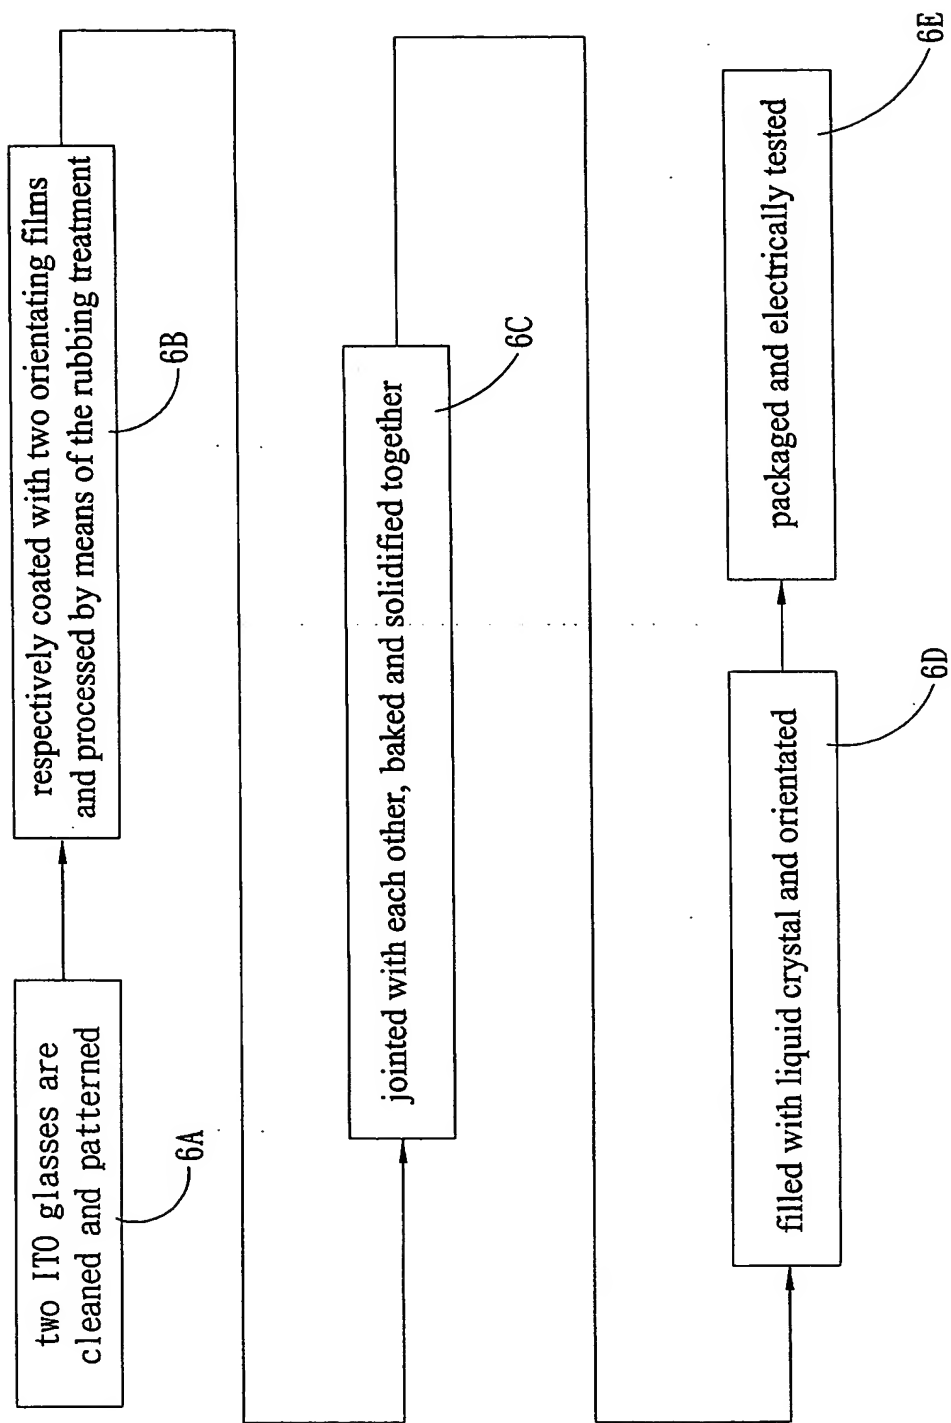 two ITO glasses are
cleaned and patterned
6A
respectively coated with two orientating films
and processed by means of the rubbing treatment
6B
jointed with each other, baked and solidified together
6C
filled with liquid crystal and orientated
6D
packaged and electrically tested
6E